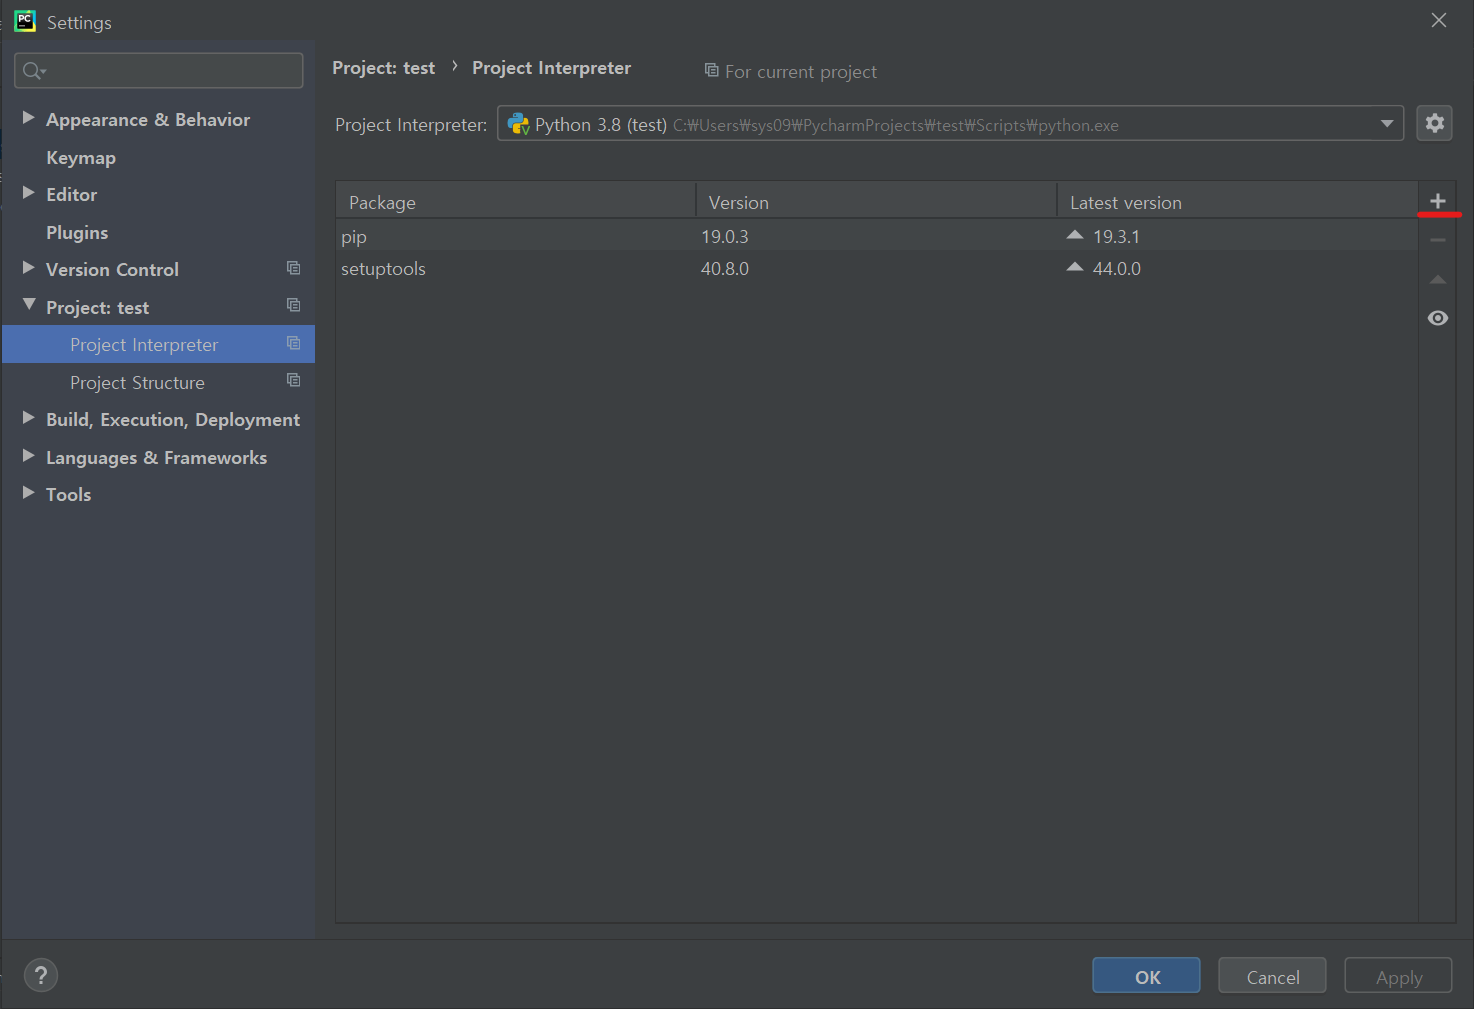 Settings
Project: test › Project Interpreter For current project
Project Interpreter: Python 3.8 (test) C:₩Users₩sys09₩PycharmProjects₩test₩Scripts₩python.exe
Appearance & Behavior
Keymap
Editor
Plugins
Version Control
Project: test
Project Interpreter
Project Structure
Build, Execution, Deployment
Languages & Frameworks
Tools
Package Version Latest version
pip 19.0.3 19.3.1
setuptools 40.8.0 44.0.0
? OK Cancel Apply